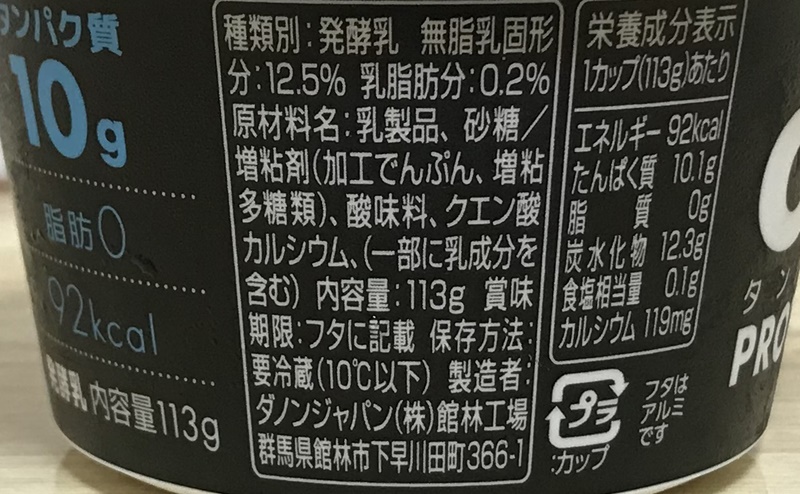 タンパク質
10g
脂肪0
92kcal
発酵乳 内容量113g
種類別：発酵乳　無脂乳固形
分：12.5% 乳脂肪分：0.2%
原材料名：乳製品、砂糖／
増粘剤（加工でんぷん、増粘
多糖類）、酸味料、クエン酸
カルシウム、（一部に乳成分を
含む） 内容量：113g 賞味
期限：フタに記載 保存方法：
要冷蔵（10℃以下） 製造者：
ダノンジャパン（株）館林工場
群馬県館林市下早川田町366-1
栄養成分表示
1カップ（113g）あたり
エネルギー 92kcal
たんぱく質 10.1g
脂質 0g
炭水化物 12.3g
食塩相当量 0.1g
カルシウム 119mg
プラ
：カップ
フタは
アルミ
です
タン
PRO